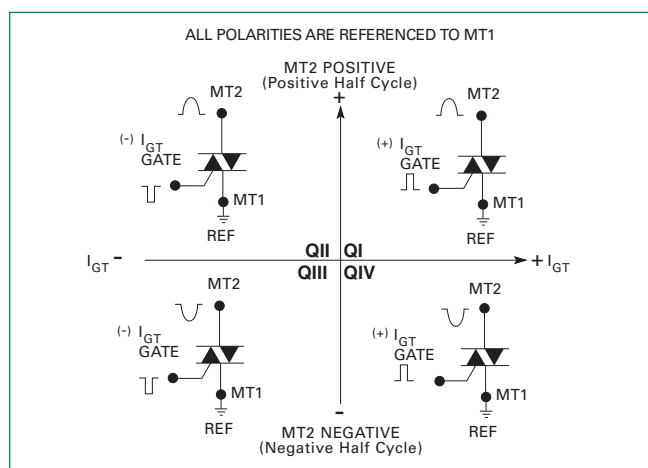 ALL POLARITIES ARE REFERENCED TO MT1
MT2 POSITIVE
(Positive Half Cycle)
+
MT2
(-) IGT
GATE
MT1
REF
MT2
(+) IGT
GATE
MT1
REF
QII QI
IGT -
+ IGT
QIII QIV
MT2
(-) IGT
GATE
MT1
REF
MT2
(+) IGT
GATE
MT1
REF
-
MT2 NEGATIVE
(Negative Half Cycle)